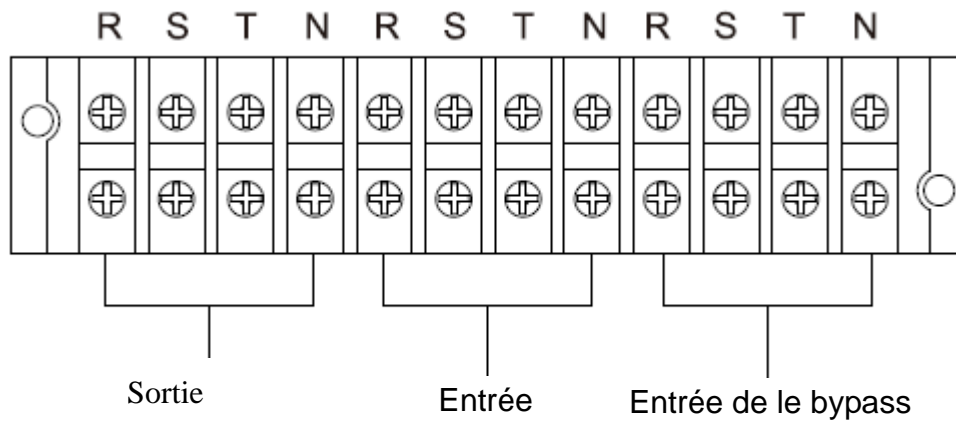 R S T N R S T N R S T N
Sortie
Entrée
Entrée de le bypass